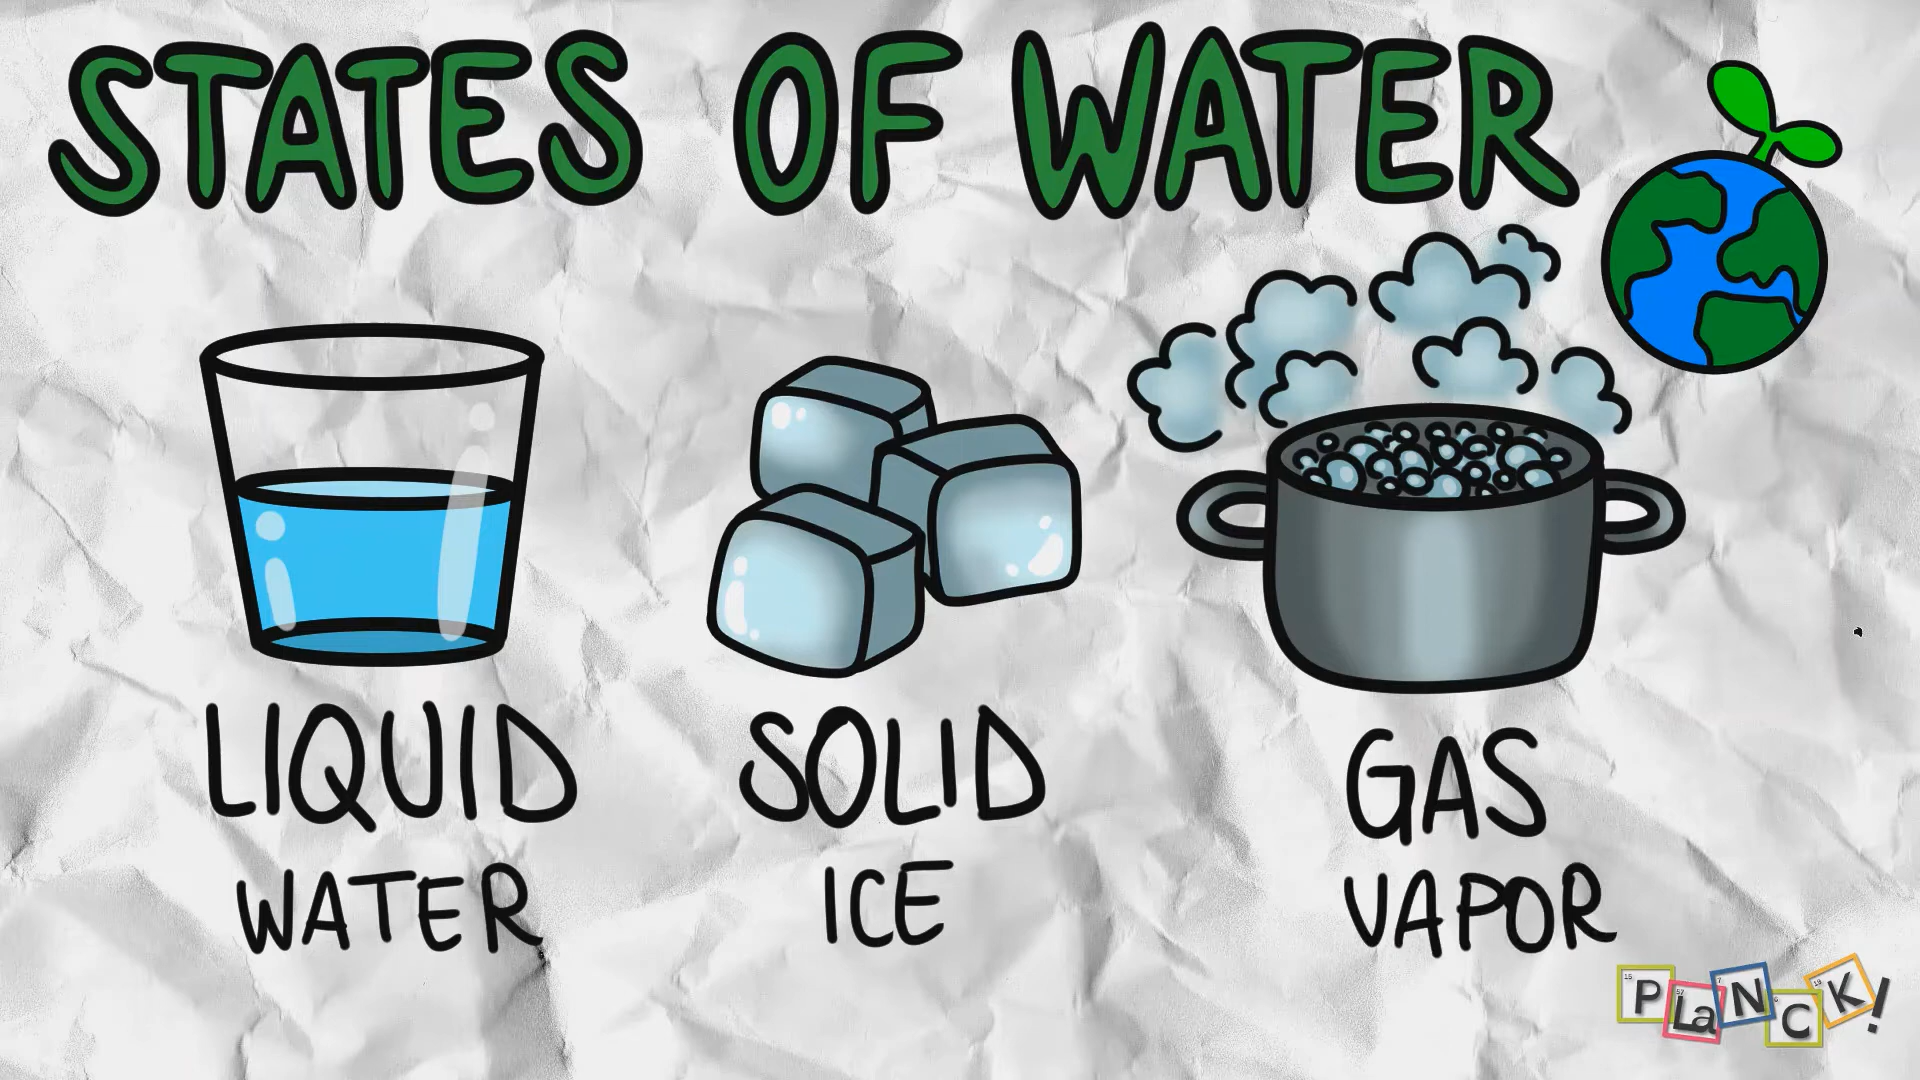 STATES OF WATER
LIQUID
WATER
SOLID
ICE
GAS
VAPOR
PLaNCK!